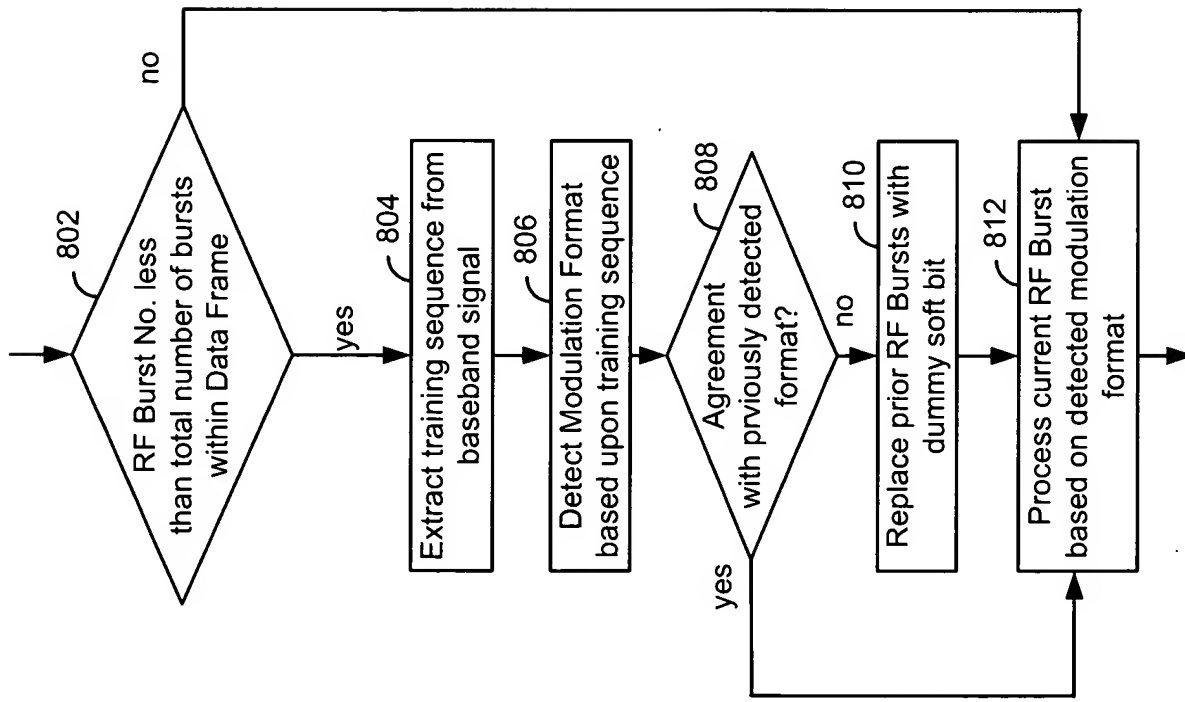 802
RF Burst No. less
than total number of bursts
within Data Frame
no
yes
804
Extract training sequence from
baseband signal
806
Detect Modulation Format
based upon training sequence
808
Agreement
with prviously detected
format?
yes
no
810
Replace prior RF Bursts with
dummy soft bit
812
Process current RF Burst
based on detected modulation
format